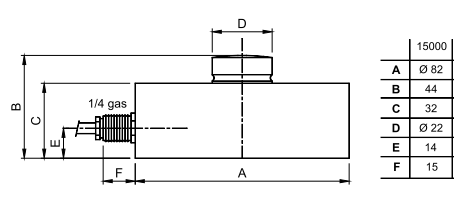 D
B
C
1/4 gas
E
F
A
15000
A Ø 82
B 44
C 32
D Ø 22
E 14
F 15